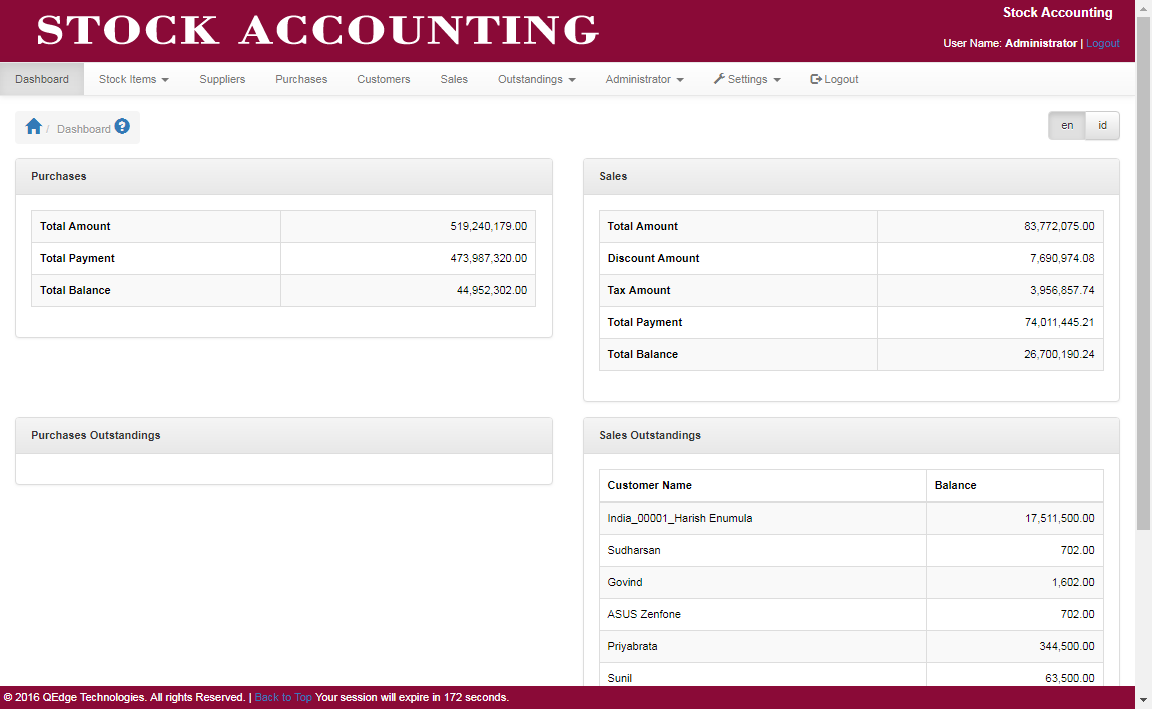 STOCK ACCOUNTING
Stock Accounting
User Name: Administrator | Logout
Dashboard Stock Items Suppliers Purchases Customers Sales Outstandings Administrator Settings Logout
/ Dashboard ?
en id
Purchases
Total Amount 519,240,179.00
Total Payment 473,987,320.00
Total Balance 44,952,302.00
Sales
Total Amount 83,772,075.00
Discount Amount 7,690,974.08
Tax Amount 3,956,857.74
Total Payment 74,011,445.21
Total Balance 26,700,190.24
Purchases Outstandings
Sales Outstandings
Customer Name Balance
India_00001_Harish Enumula 17,511,500.00
Sudharsan 702.00
Govind 1,602.00
ASUS Zenfone 702.00
Priyabrata 344,500.00
Sunil 63,500.00
© 2016 QEdge Technologies. All rights Reserved. | Back to Top Your session will expire in 172 seconds.